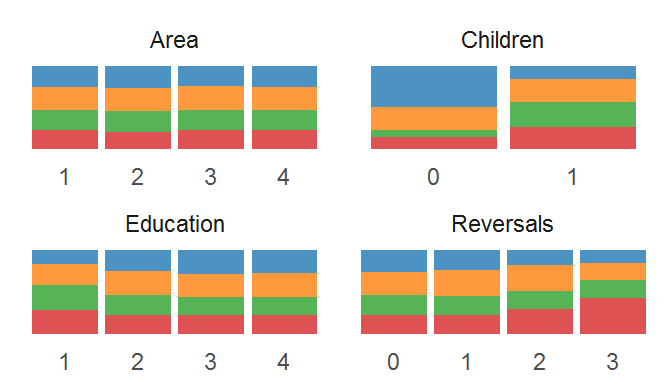 Area
1 2 3 4
Children
0 1
Education
1 2 3 4
Reversals
0 1 2 3